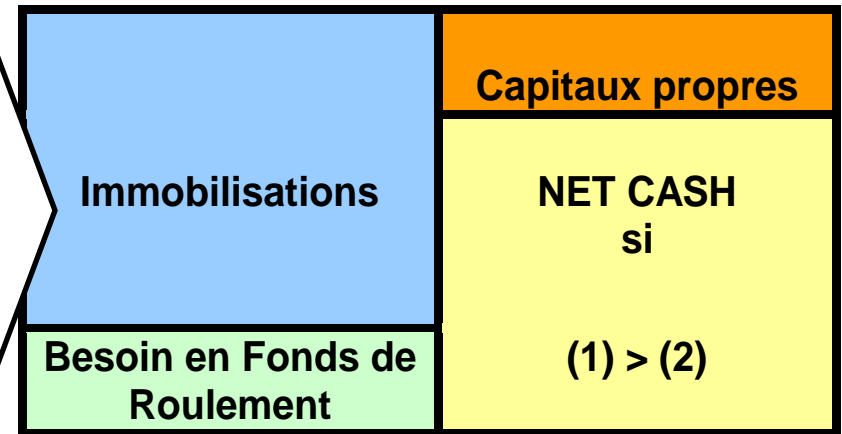 Capitaux propres
Immobilisations
NET CASH
si
(1) > (2)
Besoin en Fonds de
Roulement